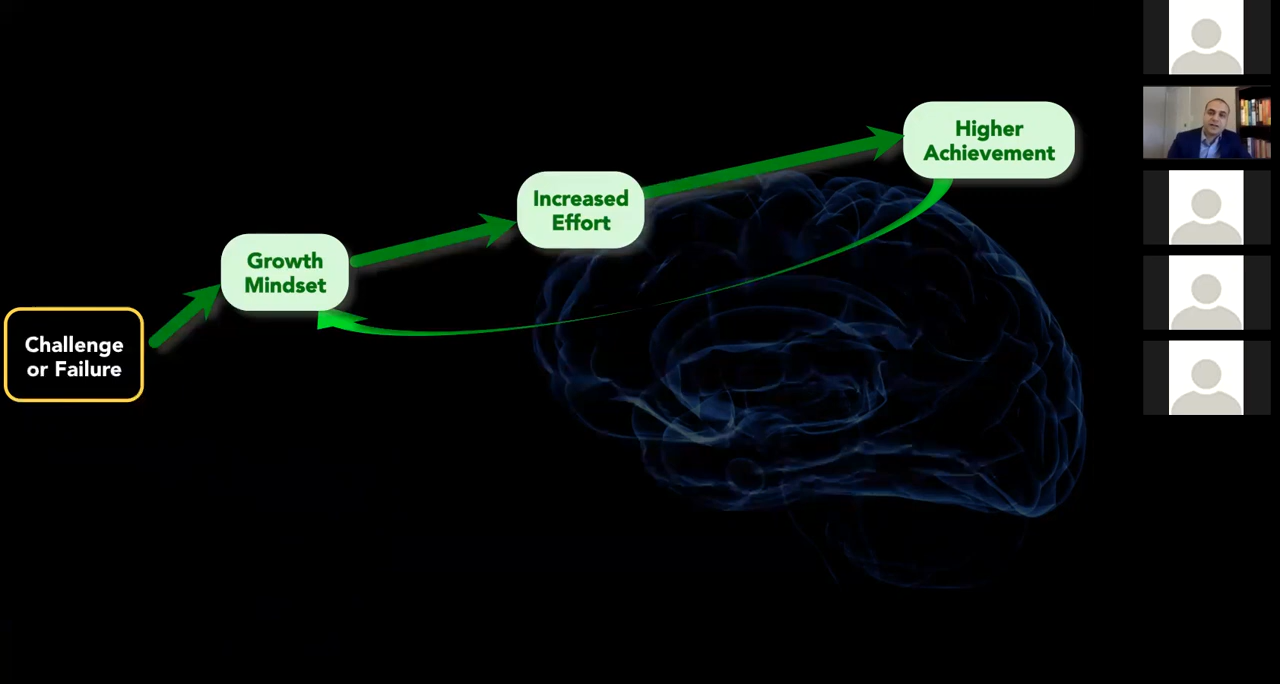 Challenge
or Failure
Growth
Mindset
Increased
Effort
Higher
Achievement